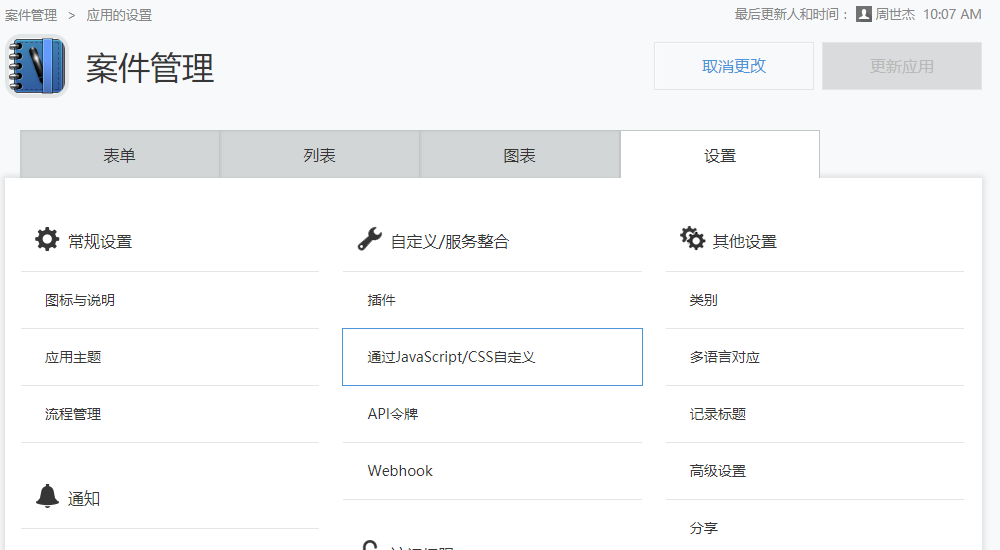 案件管理 > 应用的设置
最后更新人和时间： 周世杰 10:07 AM
案件管理
取消更改
更新应用
表单
列表
图表
设置
常规设置
图标与说明
应用主题
流程管理
通知
自定义/服务整合
插件
通过JavaScript/CSS自定义
API令牌
Webhook
其他设置
类别
多语言对应
记录标题
高级设置
分享